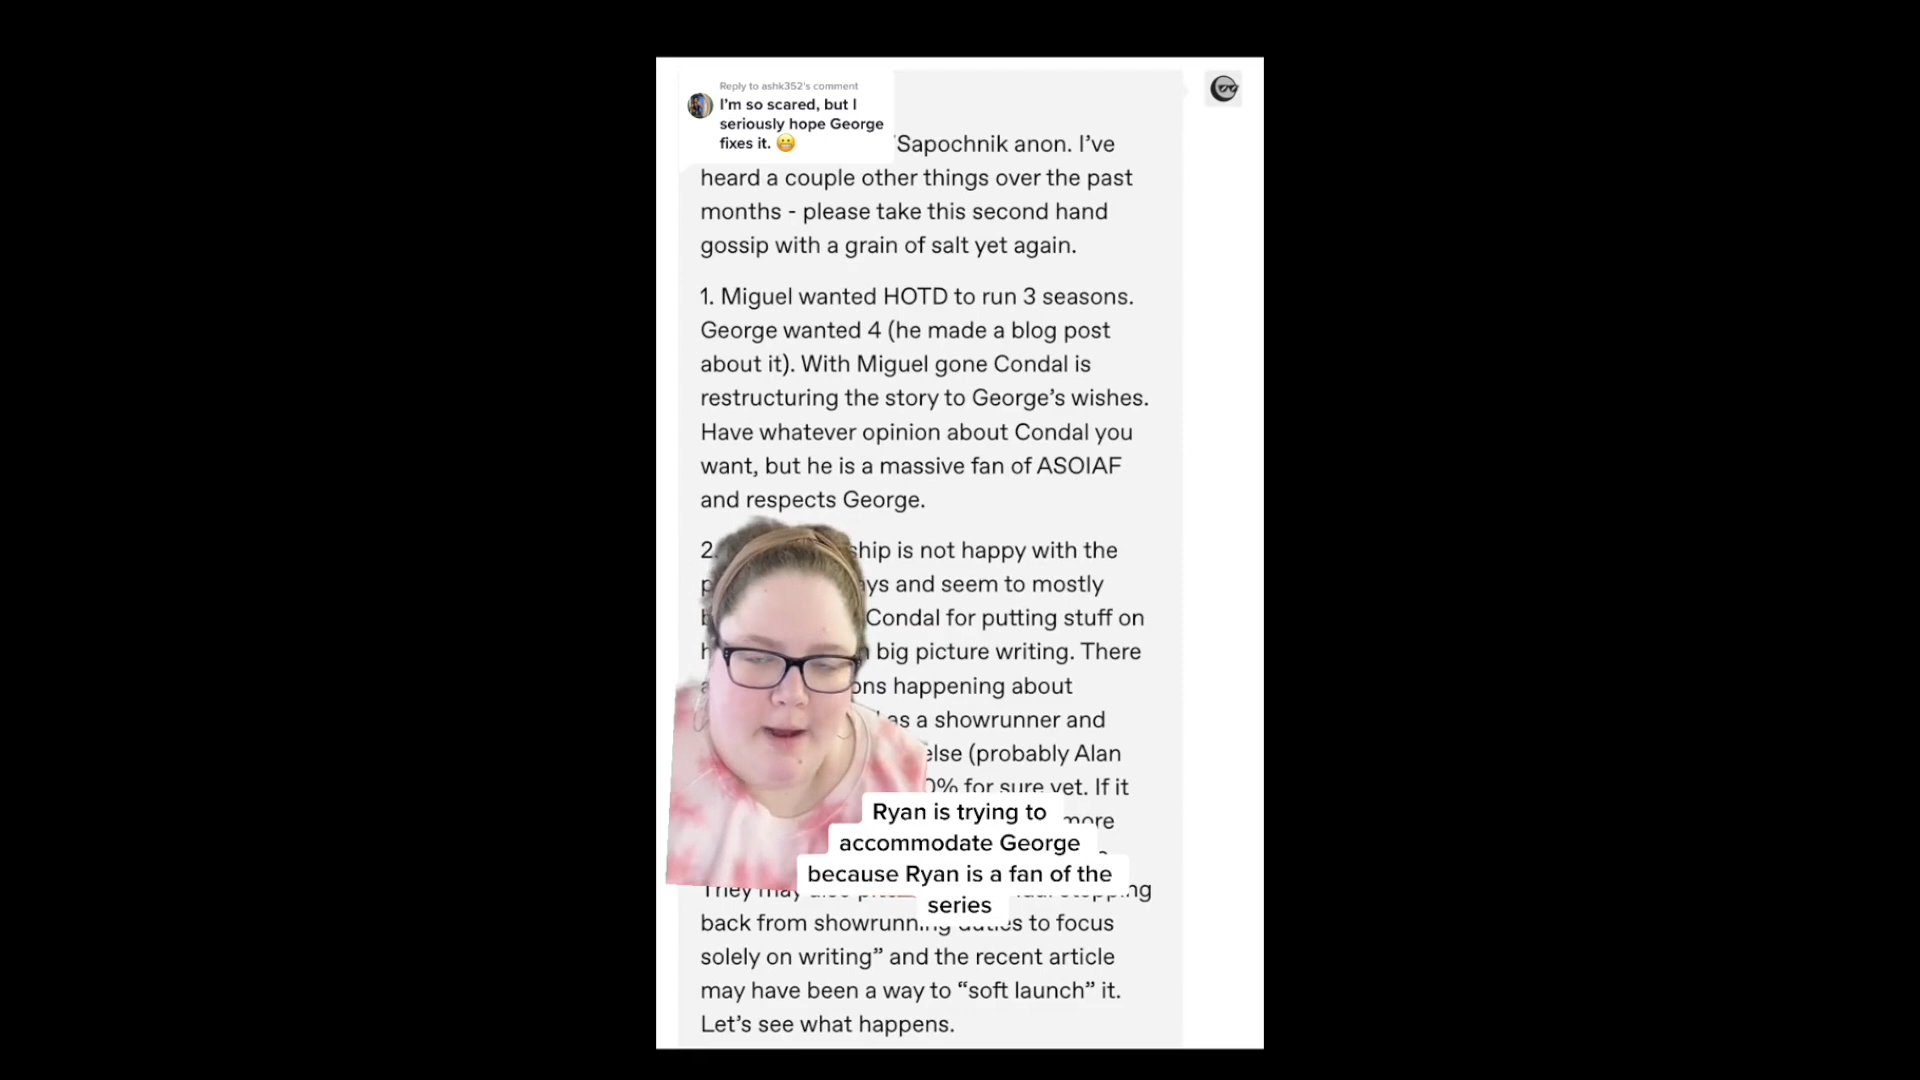 Reply to ashk352's comment
I'm so scared, but I
seriously hope George
fixes it. 😬
Sapochnik anon. I've
heard a couple other things over the past
months - please take this second hand
gossip with a grain of salt yet again.
1. Miguel wanted HOTD to run 3 seasons.
George wanted 4 (he made a blog post
about it). With Miguel gone Condal is
restructuring the story to George's wishes.
Have whatever opinion about Condal you
want, but he is a massive fan of ASOIAF
and respects George.
2. ship is not happy with the
and seem to mostly
Condal for putting stuff on
big picture writing. There
happening about
as a showrunner and
else (probably Alan
0% for sure yet. If it
more
They may also
back from showrunning duties to focus
solely on writing” and the recent article
may have been a way to “soft launch” it.
Let's see what happens.
Ryan is trying to
accommodate George
because Ryan is a fan of the
series